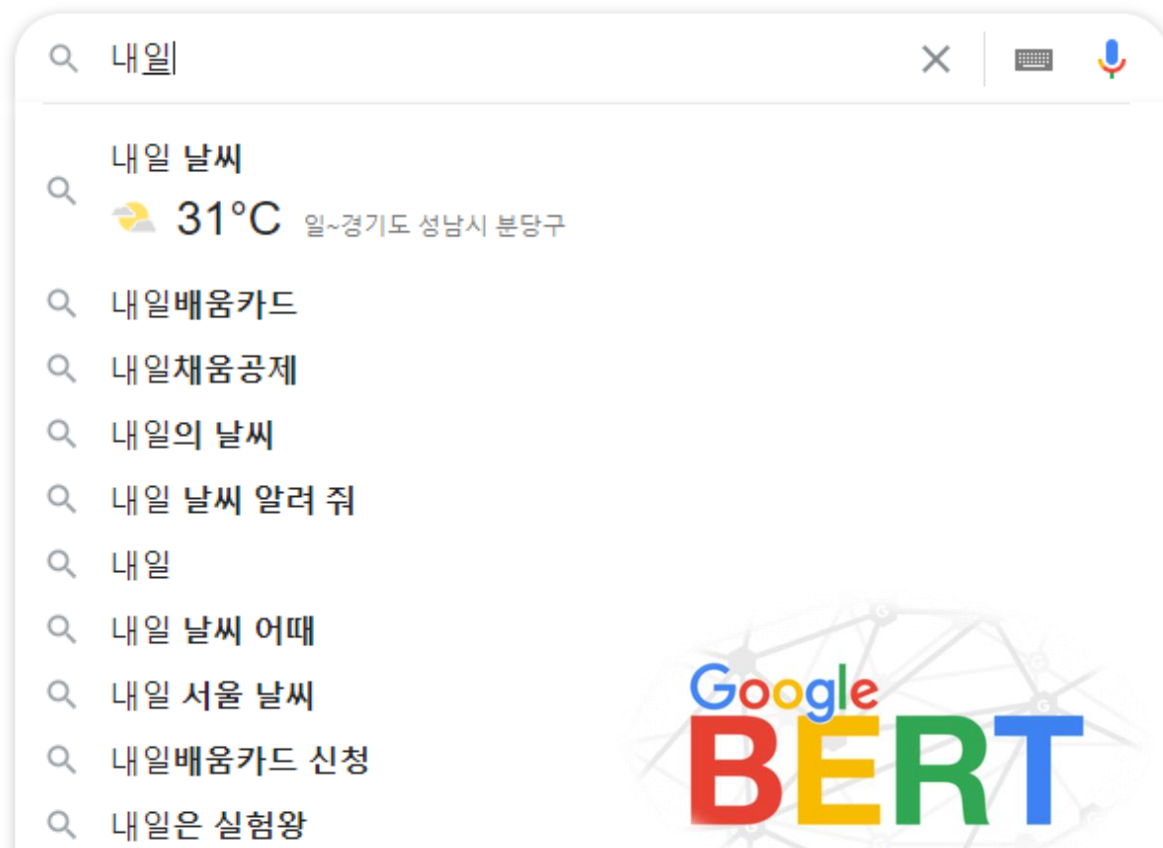 내일
내일 날씨
31°C 일~경기도 성남시 분당구
내일배움카드
내일채움공제
내일의 날씨
내일 날씨 알려 줘
내일
내일 날씨 어때
내일 서울 날씨
내일배움카드 신청
내일은 실험왕
Google
BERT